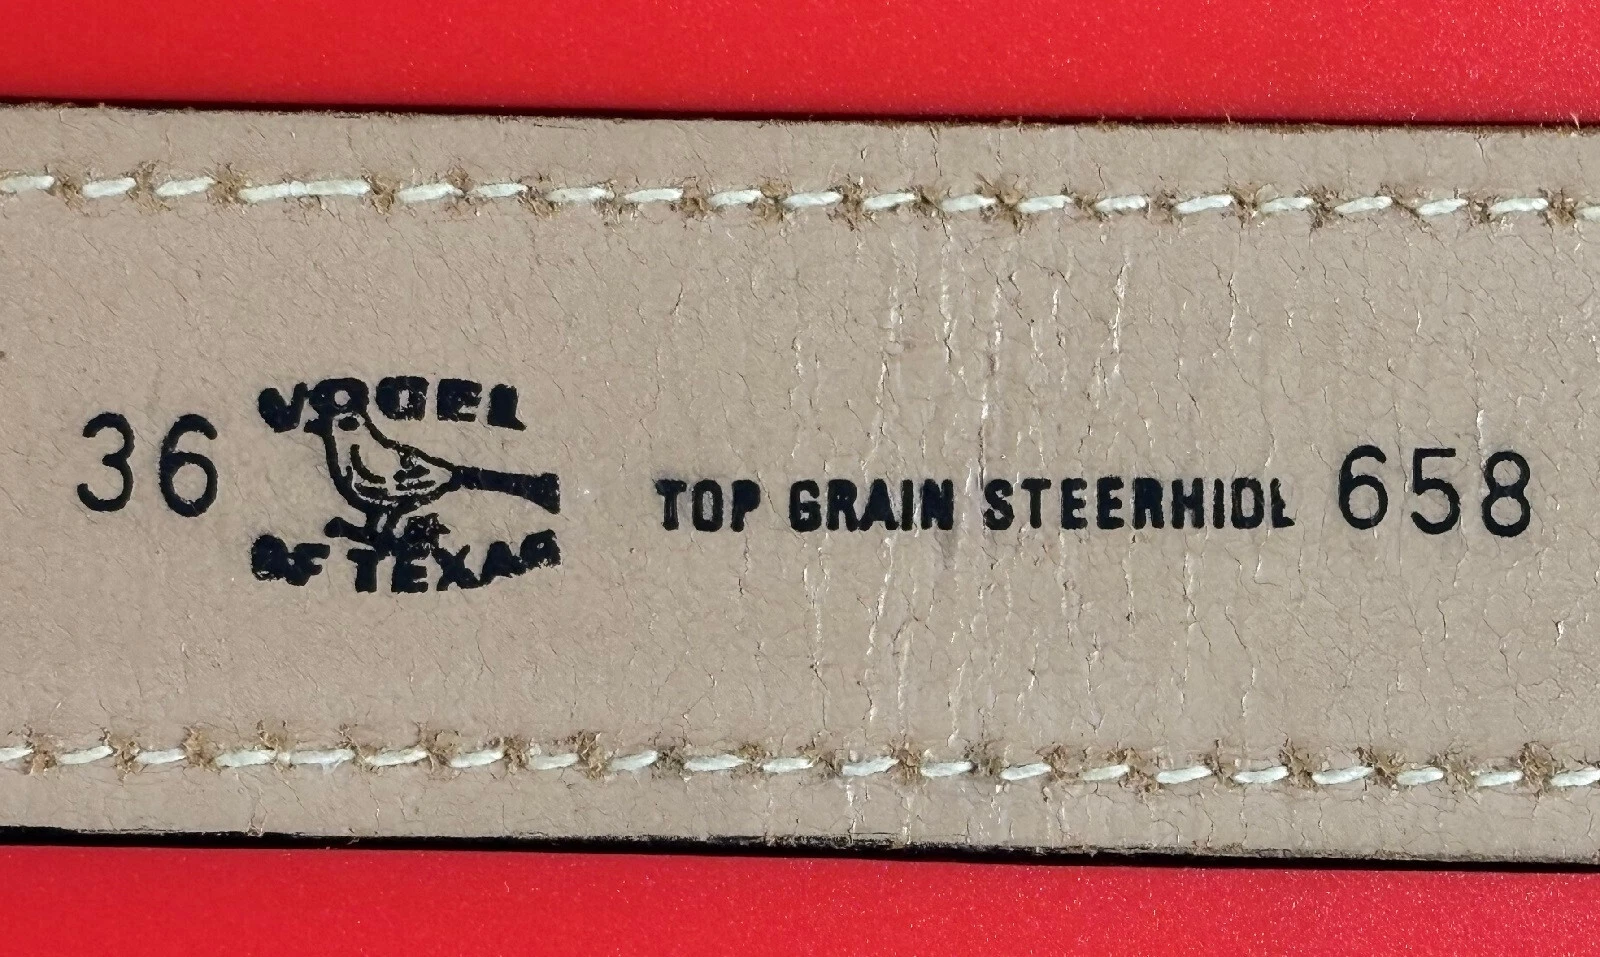 36
VOGEL
OF TEXAS
TOP GRAIN STEERHIDE 658